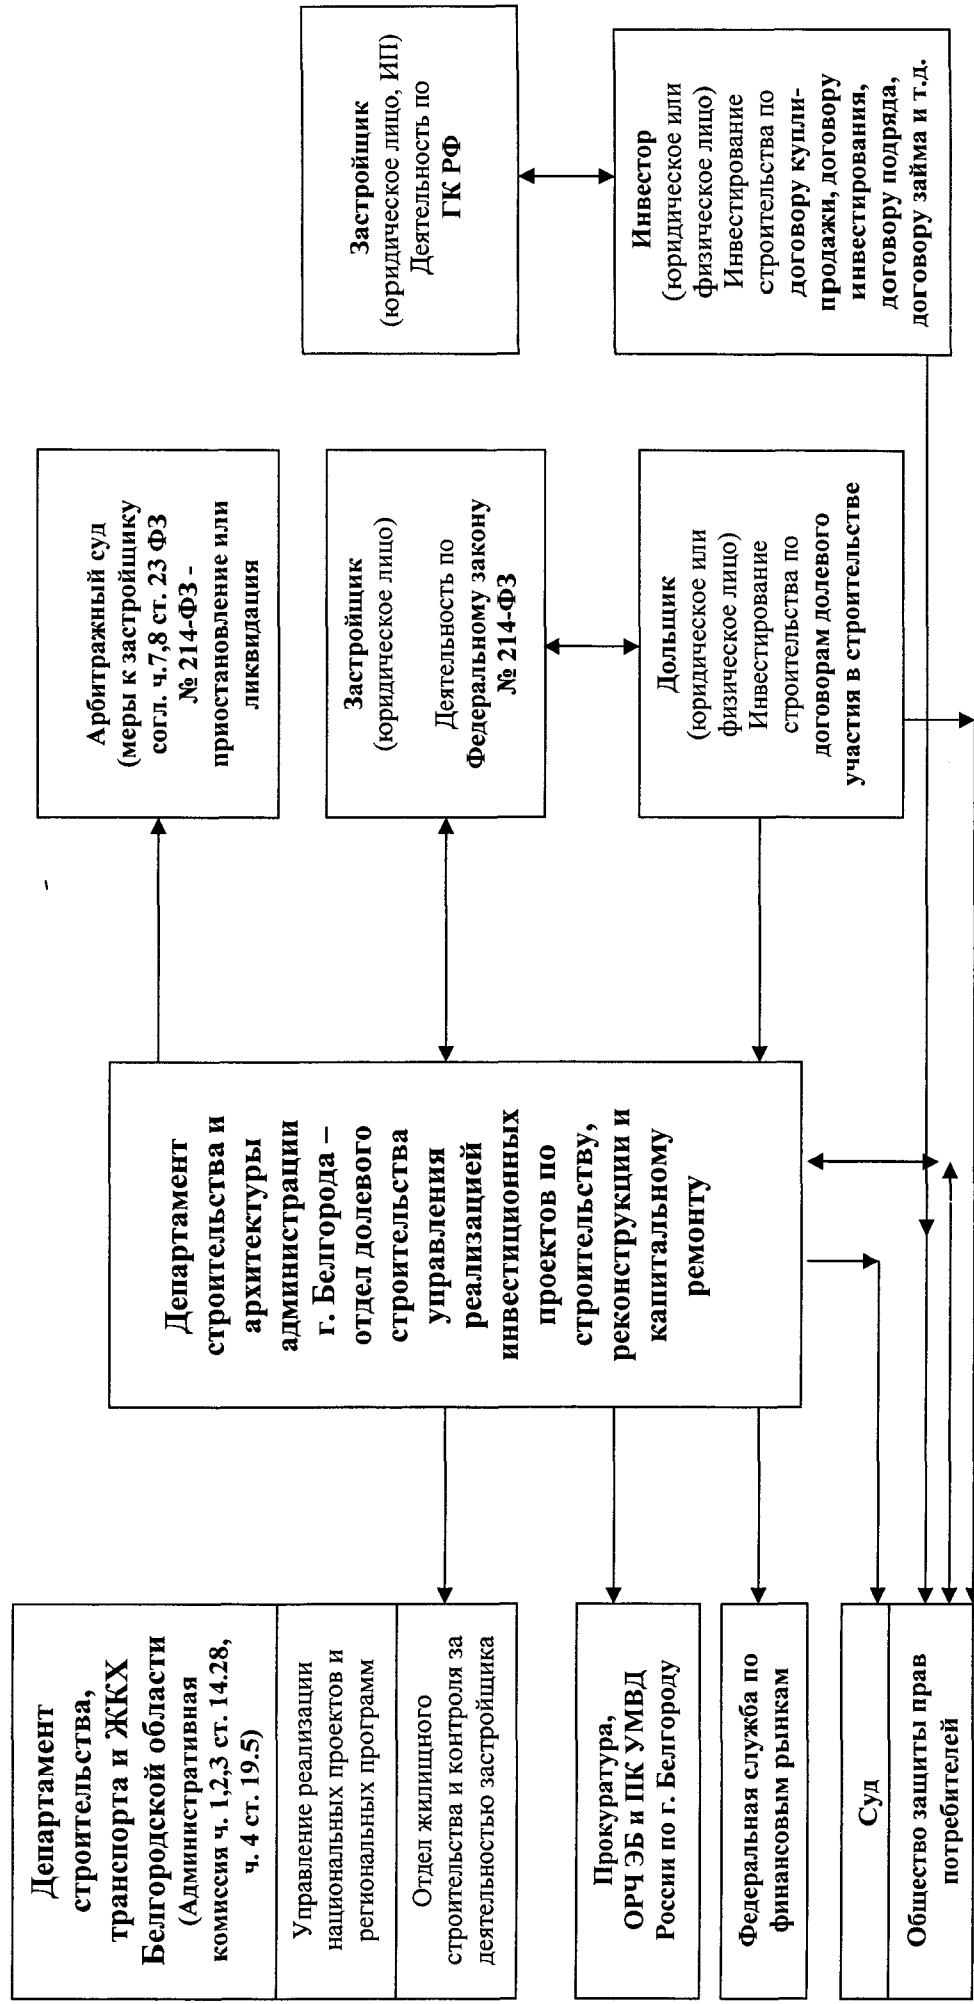 Департамент
строительства,
транспорта и ЖКХ
Белгородской области
(Административная
комиссия ч. 1,2,3 ст. 14.28,
ч. 4 ст. 19.5)
Управление реализации
национальных проектов и
региональных программ
Отдел жилищного
строительства и контроля за
деятельностью застройщика
Прокуратура,
ОРЧ ЭБ и ПК УМВД
России по г. Белгороду
Федеральная служба по
финансовым рынкам
Суд
Общество защиты прав
потребителей
Департамент
строительства и
архитектуры
администрации
г. Белгорода –
отдел долевого
строительства
управления
реализацией
инвестиционных
проектов по
строительству,
реконструкции и
капитальному
ремонту
Арбитражный суд
(меры к застройщику
согл. ч.7,8 ст. 23 ФЗ
№ 214-ФЗ -
приостановление или
ликвидация
Застройщик
(юридическое лицо)
Деятельность по
Федеральному закону
№ 214-ФЗ
Дольщик
(юридическое или
физическое лицо)
Инвестирование
строительства по
договорам долевого
участия в строительстве
Застройщик
(юридическое лицо, ИП)
Деятельность по
ГК РФ
Инвестор
(юридическое или
физическое лицо)
Инвестирование
строительства по
договору купли-
продажи, договору
инвестирования,
договору подряда,
договору займа и т.д.